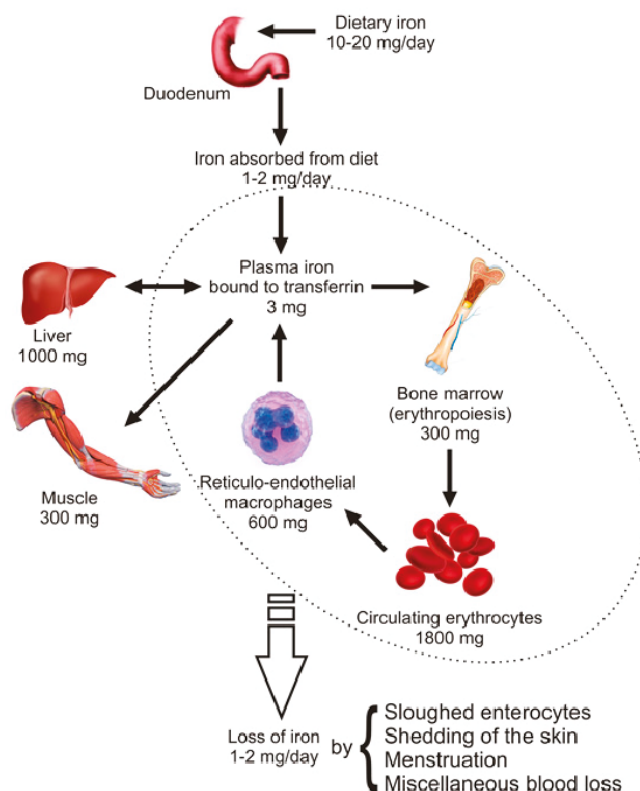 Dietary iron
10-20 mg/day
Duodenum
Iron absorbed from diet
1-2 mg/day
Plasma iron
bound to transferrin
3 mg
Liver
1000 mg
Bone marrow
(erythropoiesis)
300 mg
Muscle
300 mg
Reticulo-endothelial
macrophages
600 mg
Circulating erythrocytes
1800 mg
Loss of iron
1-2 mg/day
by
Sloughed enterocytes
Shedding of the skin
Menstruation
Miscellaneous blood loss